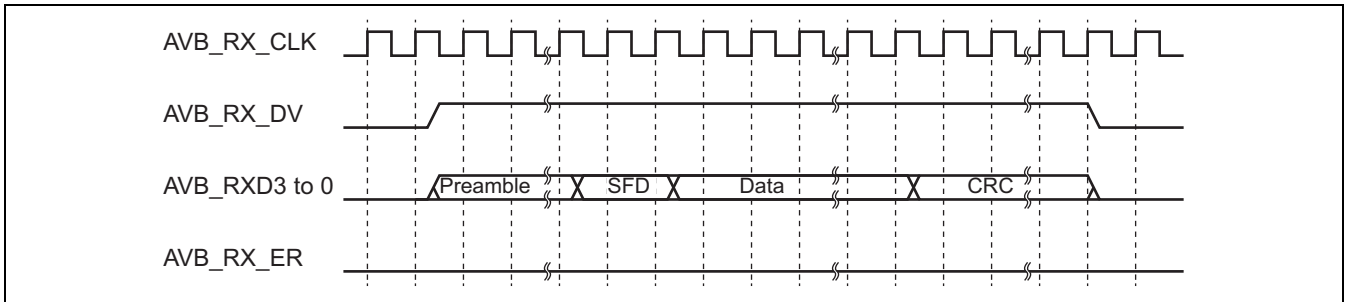 AVB_RX_CLK
AVB_RX_DV
AVB_RXD3 to 0
Preamble SFD Data CRC
AVB_RX_ER